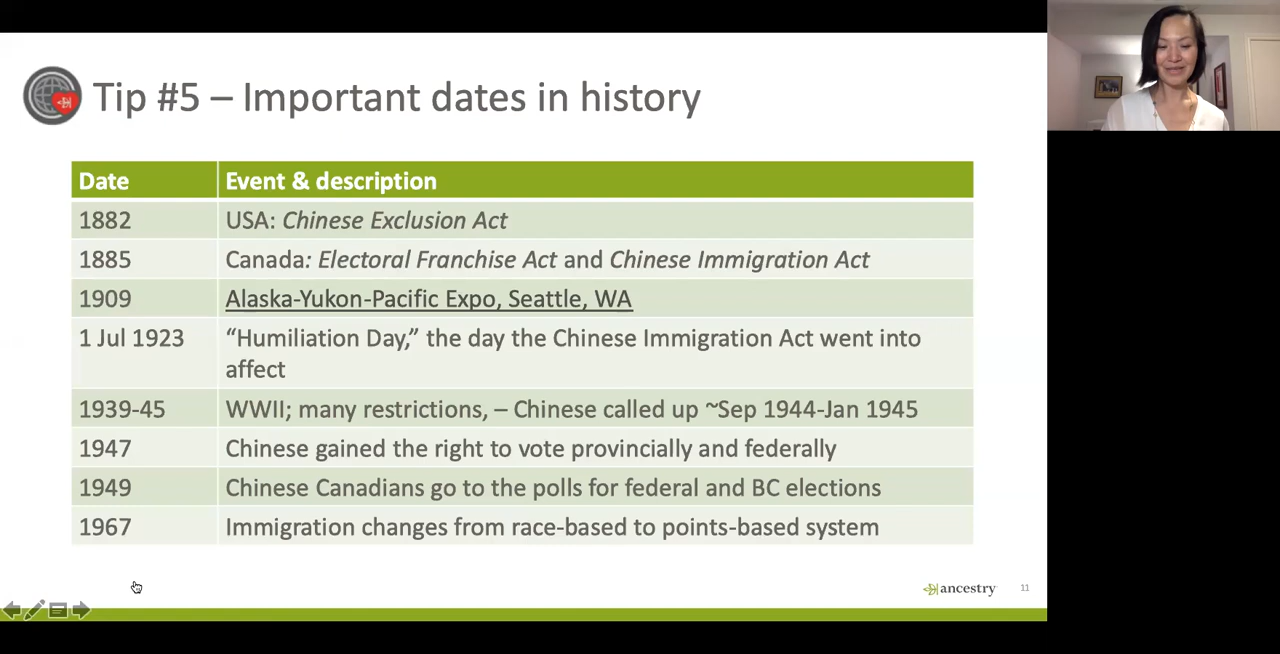 Tip #5 – Important dates in history
Date Event & description
1882 USA: Chinese Exclusion Act
1885 Canada: Electoral Franchise Act and Chinese Immigration Act
1909 Alaska-Yukon-Pacific Expo, Seattle, WA
1 Jul 1923 “Humiliation Day,” the day the Chinese Immigration Act went into
affect
1939-45 WWII; many restrictions, – Chinese called up ~Sep 1944-Jan 1945
1947 Chinese gained the right to vote provincially and federally
1949 Chinese Canadians go to the polls for federal and BC elections
1967 Immigration changes from race-based to points-based system
ancestry 11